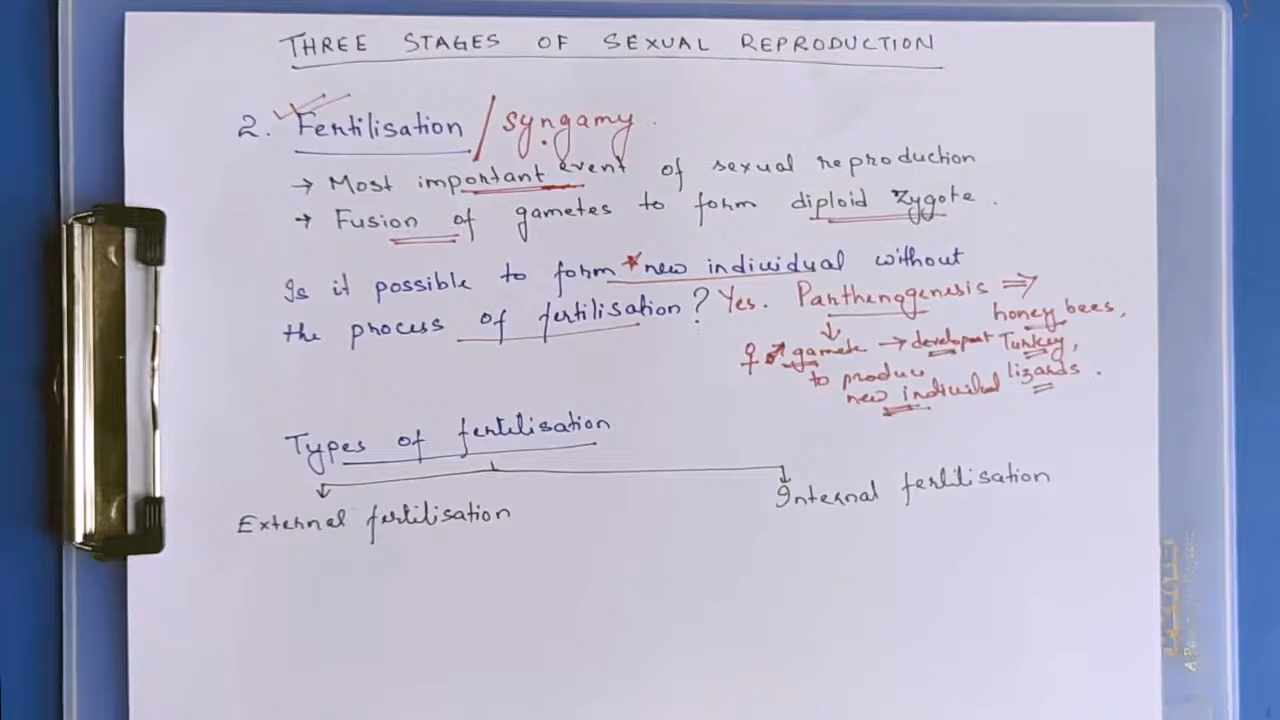 THREE STAGES OF SEXUAL REPRODUCTION
2. Fertilisation / Syngamy.
→ Most important event of sexual reproduction
→ Fusion of gametes to form diploid zygote.
Is it possible to form *new individual without
the process of fertilisation? Yes. Parthenogenesis ⇒
honey bees,
♀ ♂ gamete → developmt Turkey,
to produce lizards.
new individual
Types of fertilisation
External fertilisation
Internal fertilisation